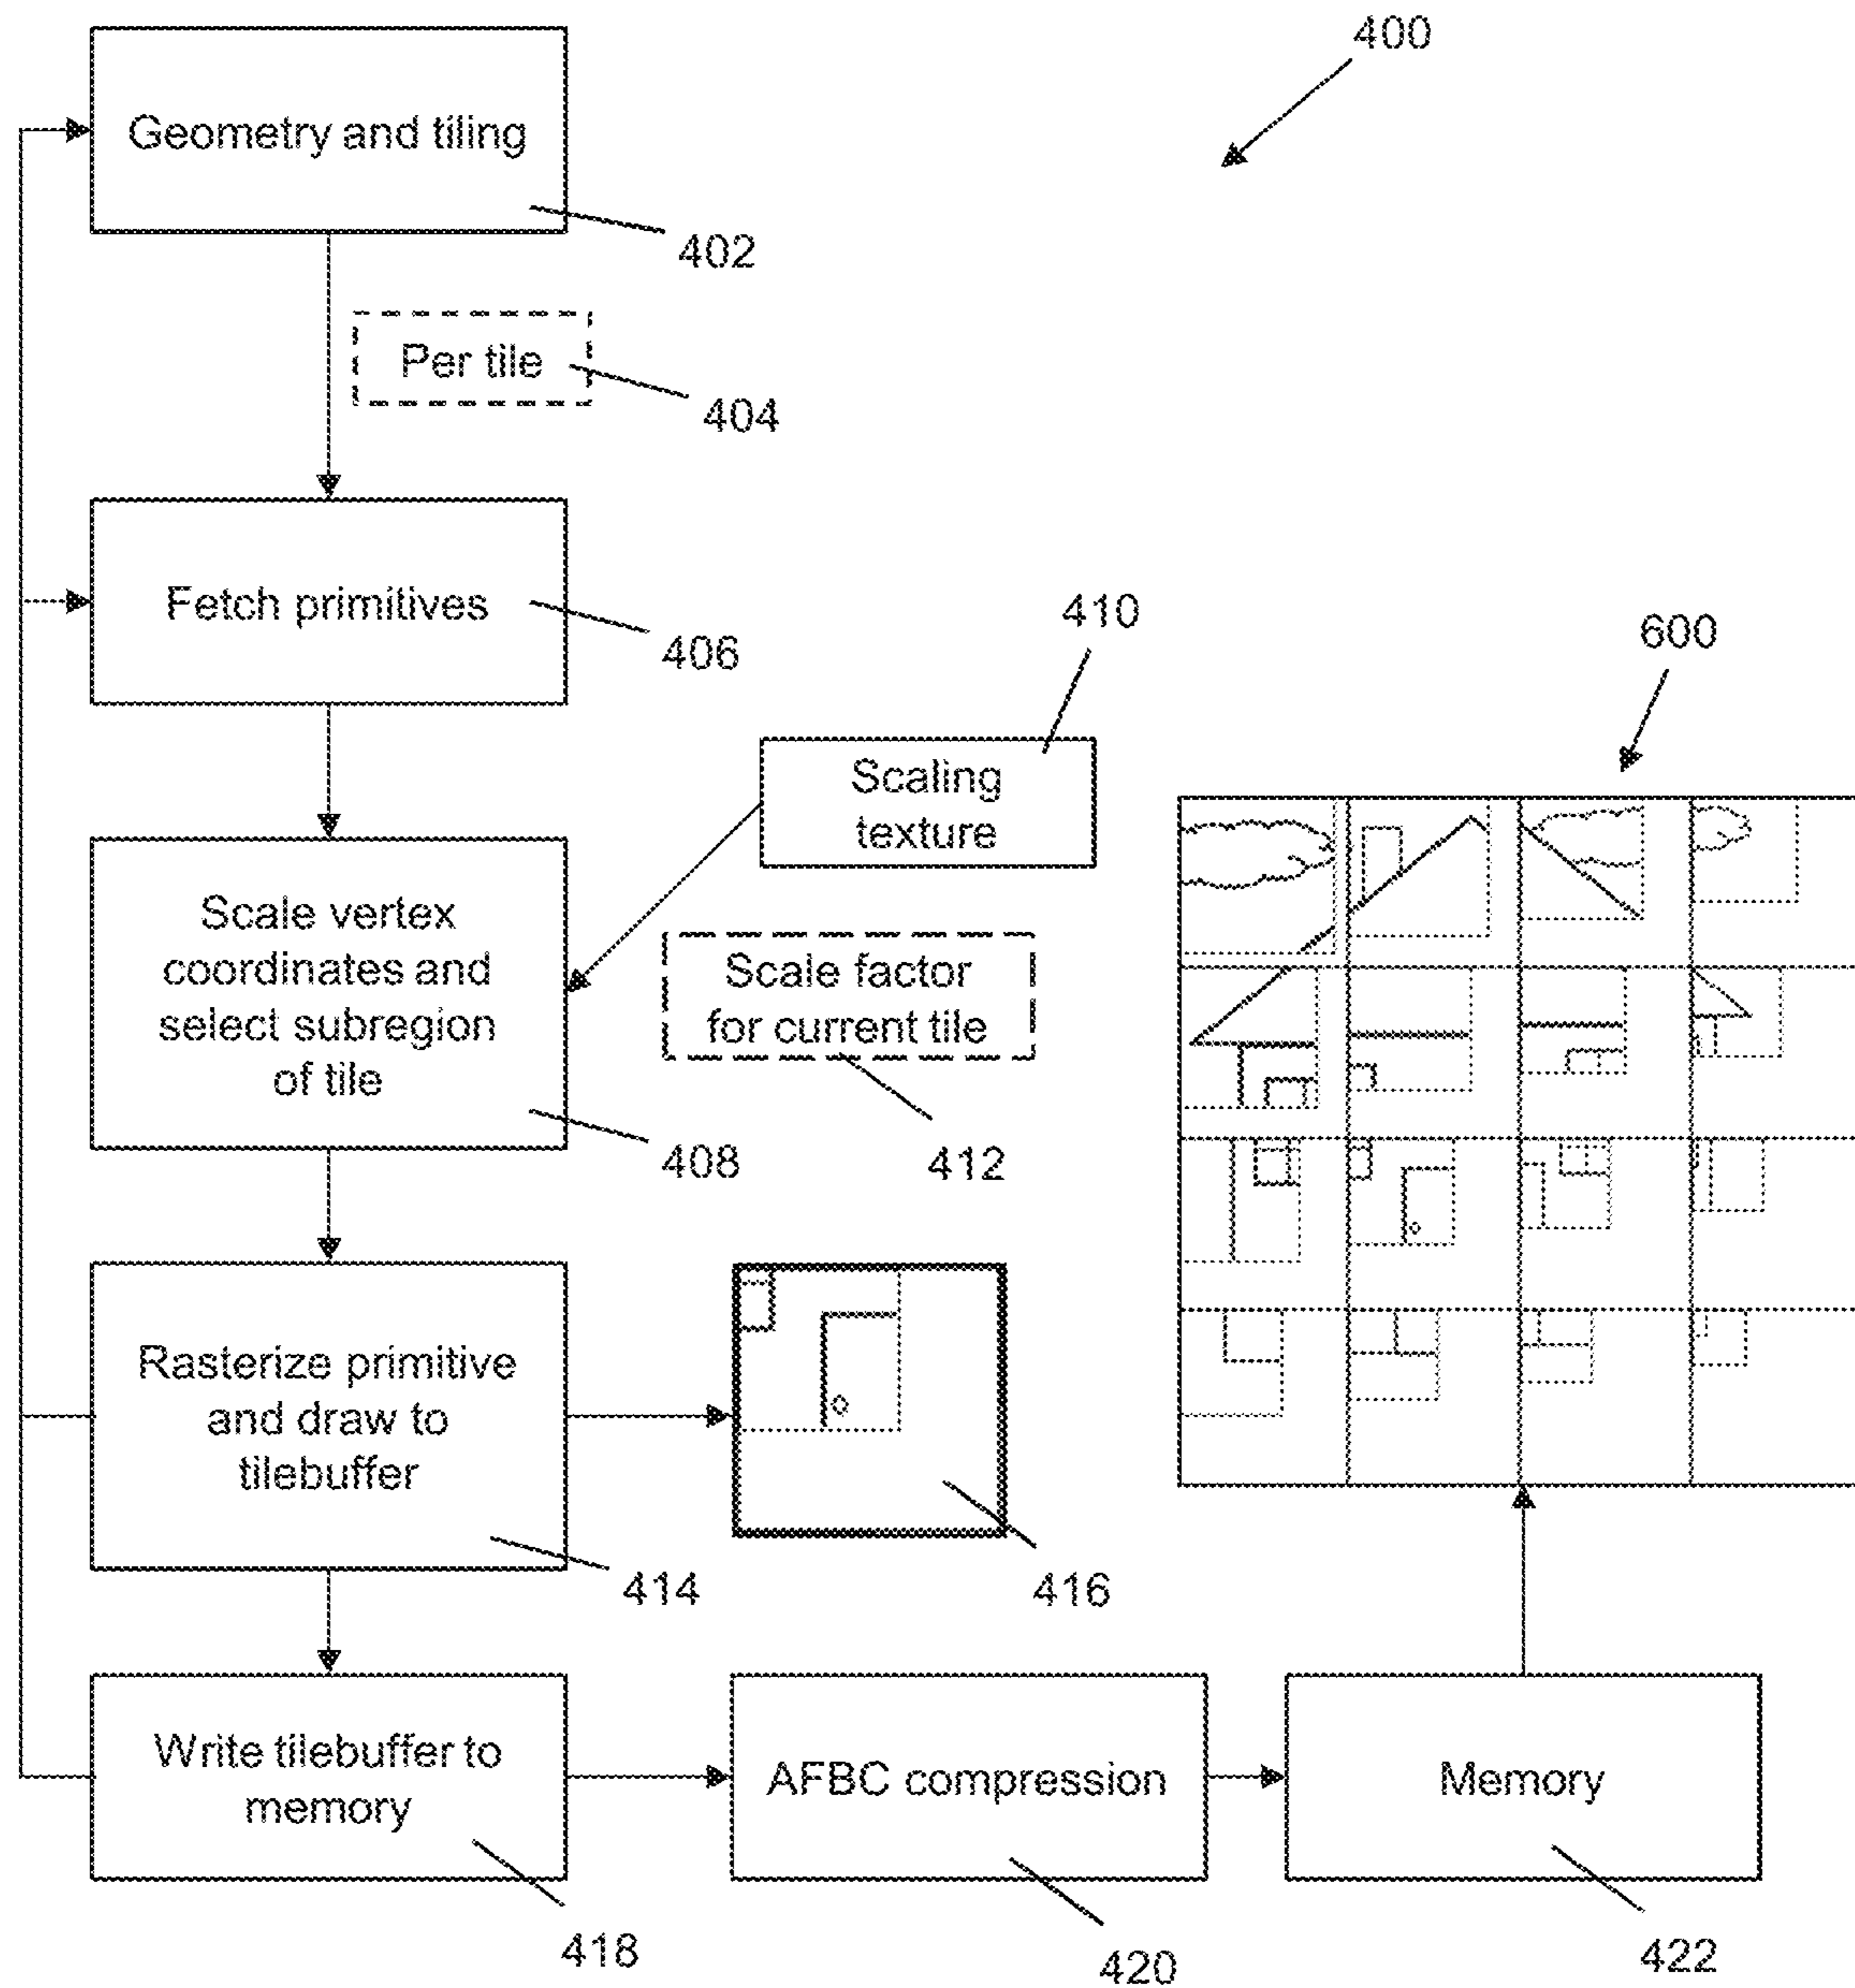 400
Geometry and tiling
402
Per tile
404
Fetch primitives
406
410
600
Scaling
texture
Scale vertex
coordinates and
select subregion
of tile
408
Scale factor
for current tile
412
Rasterize primitive
and draw to
tilebuffer
414
416
Write tilebuffer to
memory
418
AFBC compression
420
Memory
422